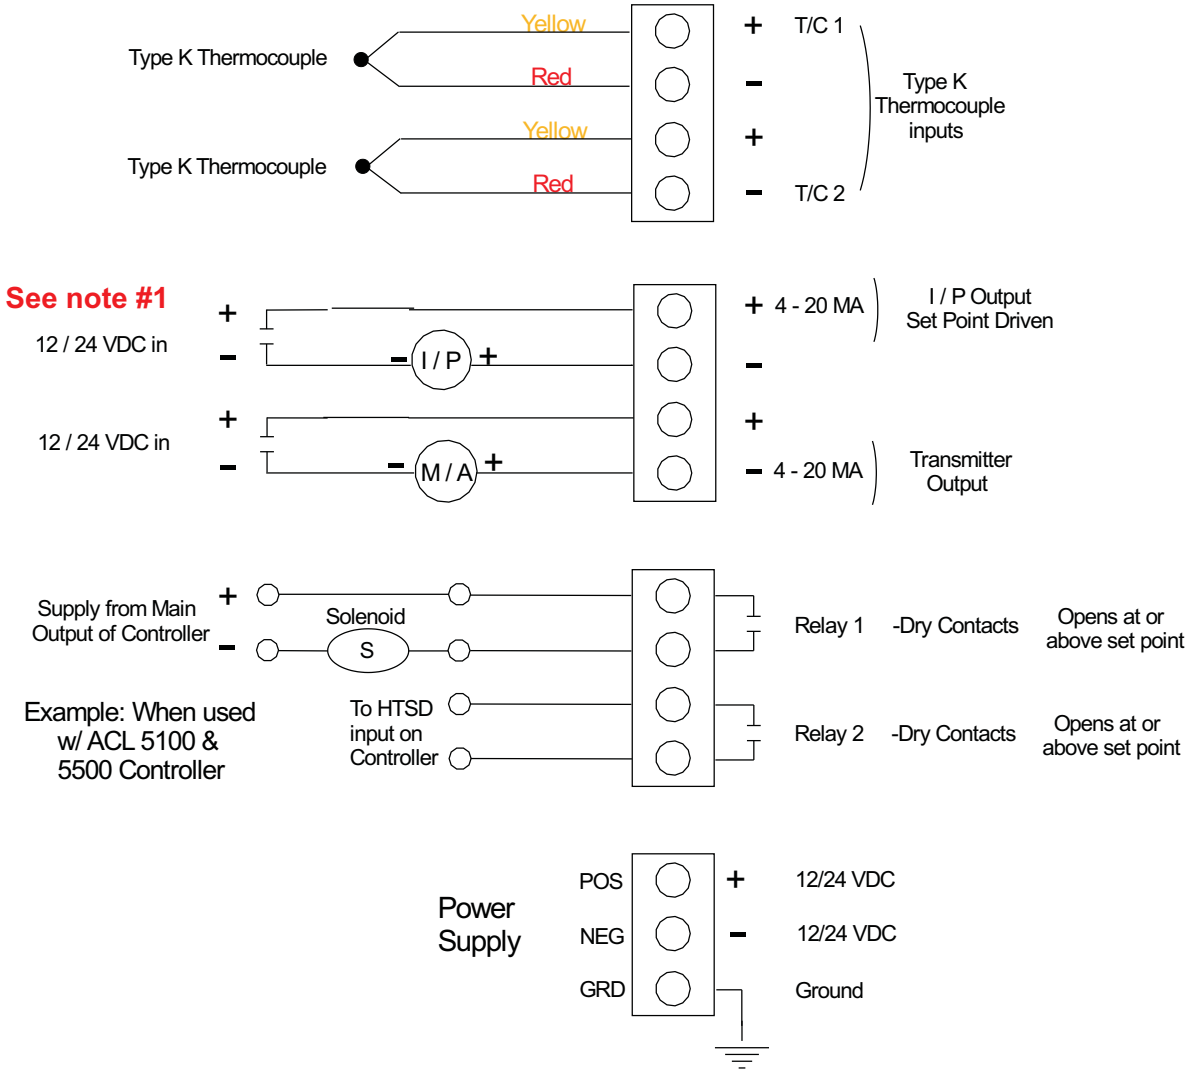 Yellow
+ T/C 1
Type K Thermocouple
Red
-
Type K
Thermocouple
inputs
Yellow
+
Type K Thermocouple
Red
- T/C 2
See note #1
+
12 / 24 VDC in
-
- I / P +
+ 4 - 20 MA
I / P Output
Set Point Driven
-
+
12 / 24 VDC in
-
- M / A +
+
- 4 - 20 MA
Transmitter
Output
Supply from Main
Output of Controller
+
-
Solenoid
S
Relay 1 -Dry Contacts
Opens at or
above set point
Example: When used
w/ ACL 5100 &
5500 Controller
To HTSD
input on
Controller
Relay 2 -Dry Contacts
Opens at or
above set point
Power
Supply
POS + 12/24 VDC
NEG - 12/24 VDC
GRD Ground